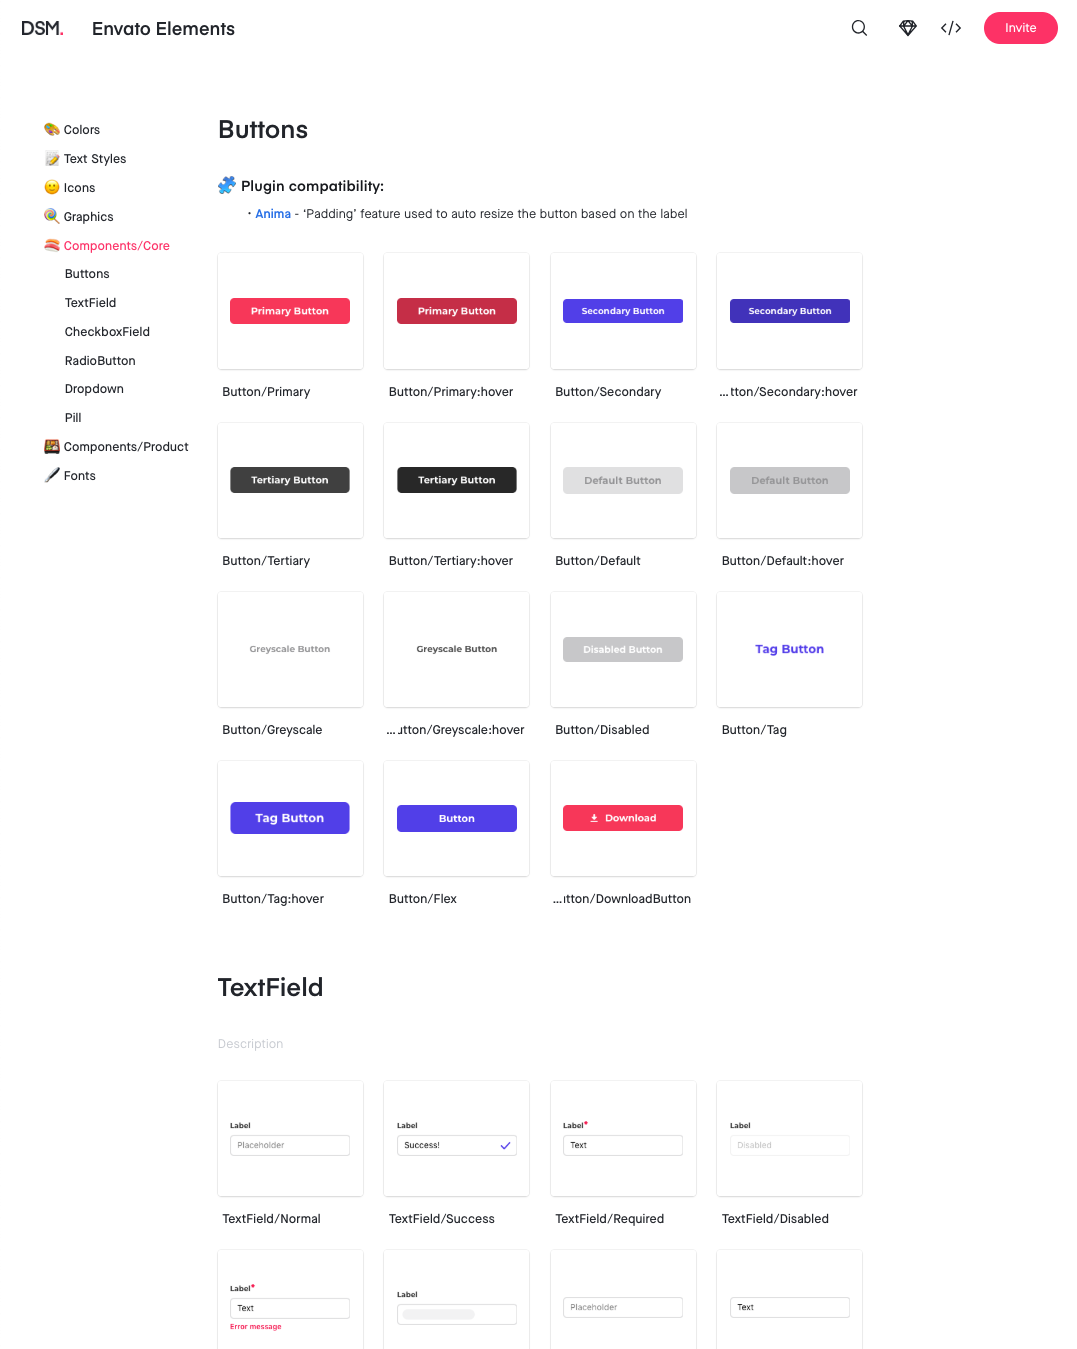 DSM. Envato Elements Invite
Colors
Text Styles
Icons
Graphics
Components/Core
Buttons
TextField
CheckboxField
RadioButton
Dropdown
Pill
Components/Product
Fonts
Buttons
Plugin compatibility:
• Anima - ‘Padding’ feature used to auto resize the button based on the label
Primary Button Primary Button Secondary Button Secondary Button
Button/Primary Button/Primary:hover Button/Secondary ...tton/Secondary:hover
Tertiary Button Tertiary Button Default Button Default Button
Button/Tertiary Button/Tertiary:hover Button/Default Button/Default:hover
Greyscale Button Greyscale Button Disabled Button Tag Button
Button/Greyscale ...utton/Greyscale:hover Button/Disabled Button/Tag
Tag Button Button Download
Button/Tag:hover Button/Flex ...utton/DownloadButton
TextField
Description
Label Label Label* Label
Placeholder Success! Text Disabled
TextField/Normal TextField/Success TextField/Required TextField/Disabled
Label* Label
Text Placeholder Text
Error message